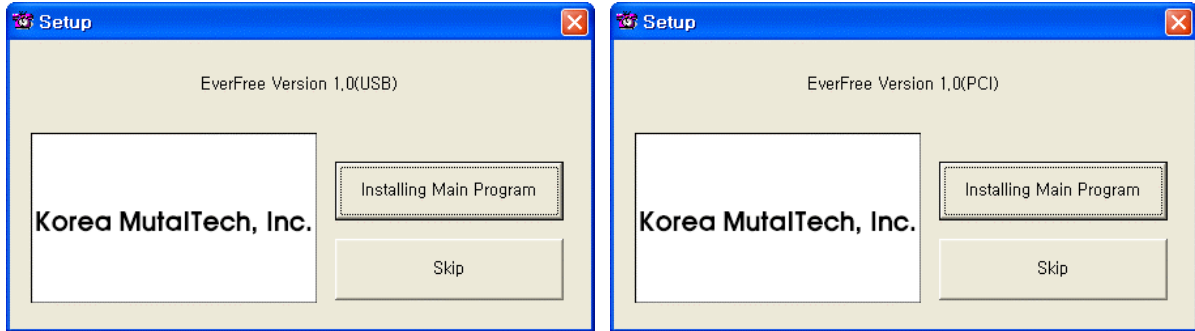 Setup
EverFree Version 1,0(USB)
Korea MutalTech, Inc.
Installing Main Program
Skip
Setup
EverFree Version 1,0(PCI)
Korea MutalTech, Inc.
Installing Main Program
Skip